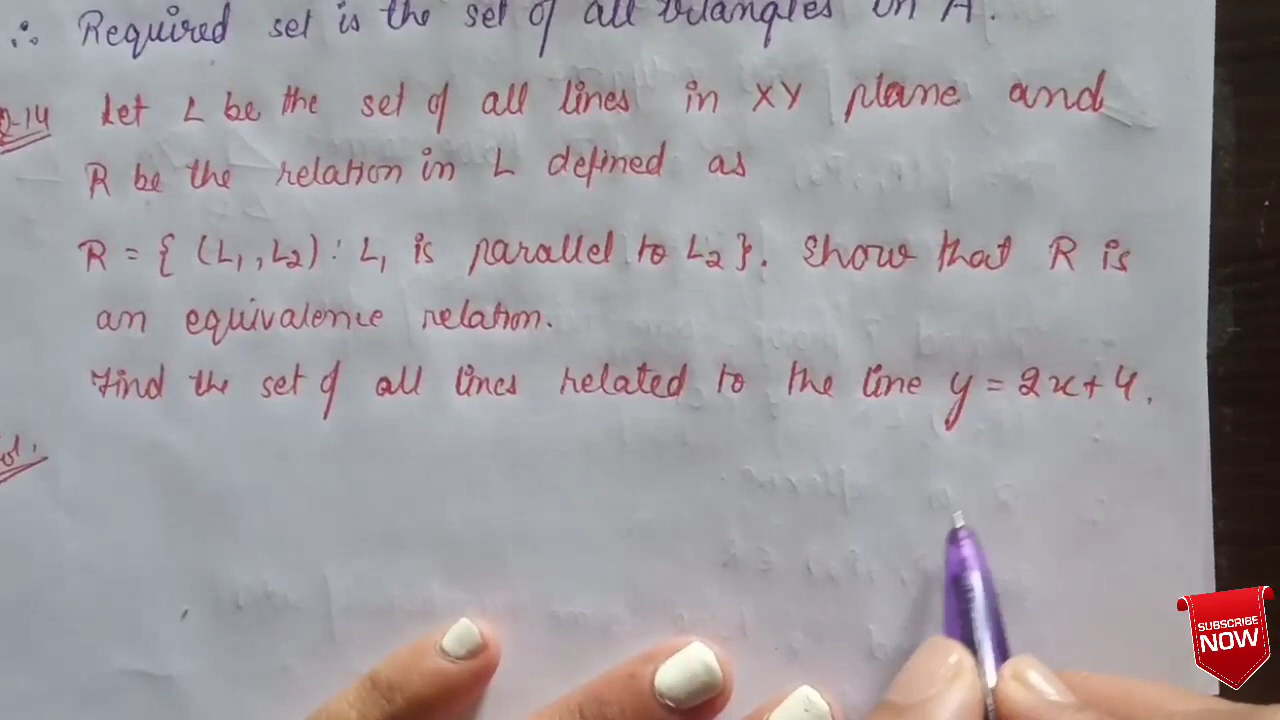 ∴ Required set is the set of all triangles in A.
Q-14 Let L be the set of all lines in XY plane and
R be the relation in L defined as
R = { (L₁, L₂) : L₁ is parallel to L₂ }. Show that R is
an equivalence relation.
Find the set of all lines related to the line y = 2x + 4.
Sol.
SUBSCRIBE
NOW